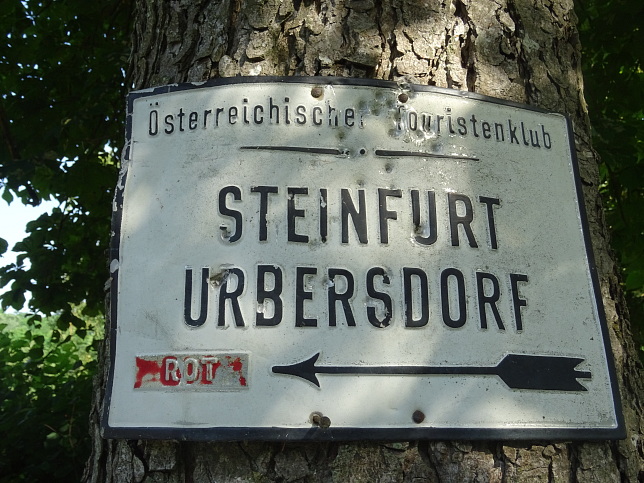 Österreichischer Touristenklub
STEINFURT
URBERSDORF
ROT